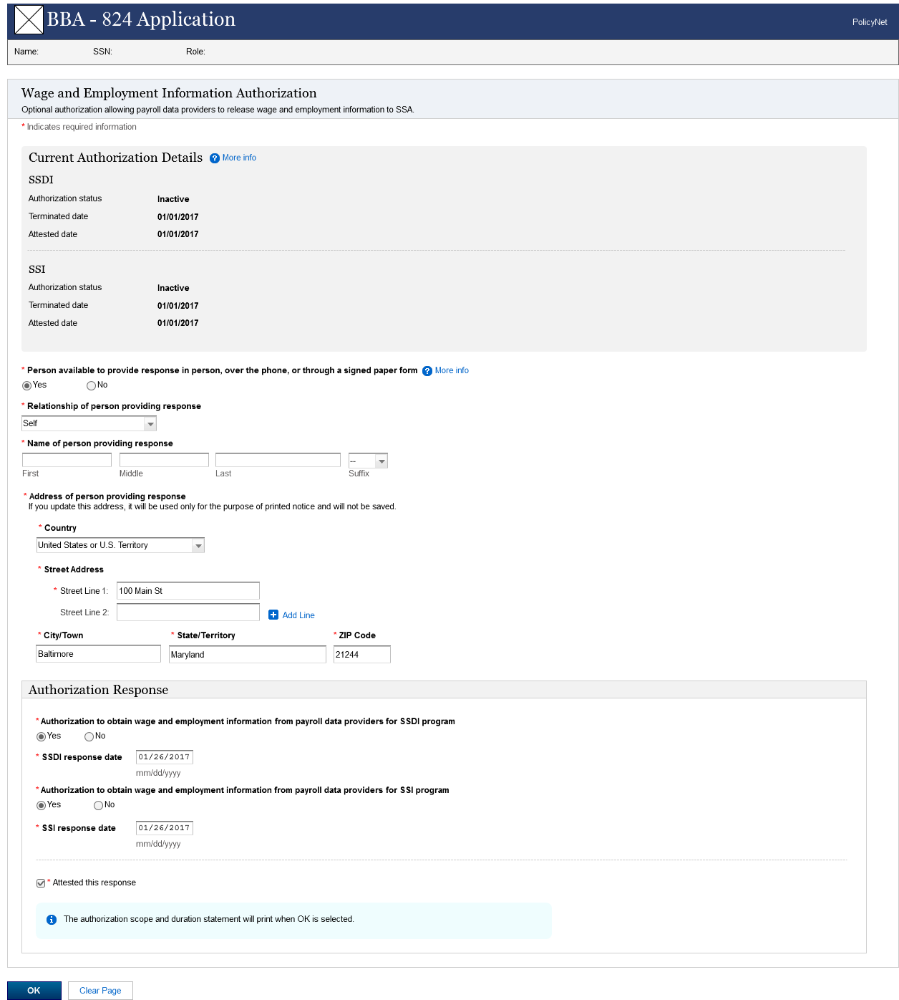 BBA - 824 Application
PolicyNet
Name: SSN: Role:
Wage and Employment Information Authorization
Optional authorization allowing payroll data providers to release wage and employment information to SSA.
* Indicates required information
Current Authorization Details ? More info
SSDI
Authorization status Inactive
Terminated date 01/01/2017
Attested date 01/01/2017
SSI
Authorization status Inactive
Terminated date 01/01/2017
Attested date 01/01/2017
* Person available to provide response in person, over the phone, or through a signed paper form ? More info
Yes No
* Relationship of person providing response
Self
* Name of person providing response
--
First Middle Last Suffix
* Address of person providing response
If you update this address, it will be used only for the purpose of printed notice and will not be saved.
* Country
United States or U.S. Territory
* Street Address
* Street Line 1: 100 Main St
Street Line 2: + Add Line
* City/Town * State/Territory * ZIP Code
Baltimore Maryland 21244
Authorization Response
* Authorization to obtain wage and employment information from payroll data providers for SSDI program
Yes No
* SSDI response date 01/26/2017
mm/dd/yyyy
* Authorization to obtain wage and employment information from payroll data providers for SSI program
Yes No
* SSI response date 01/26/2017
mm/dd/yyyy
* Attested this response
i The authorization scope and duration statement will print when OK is selected.
OK Clear Page